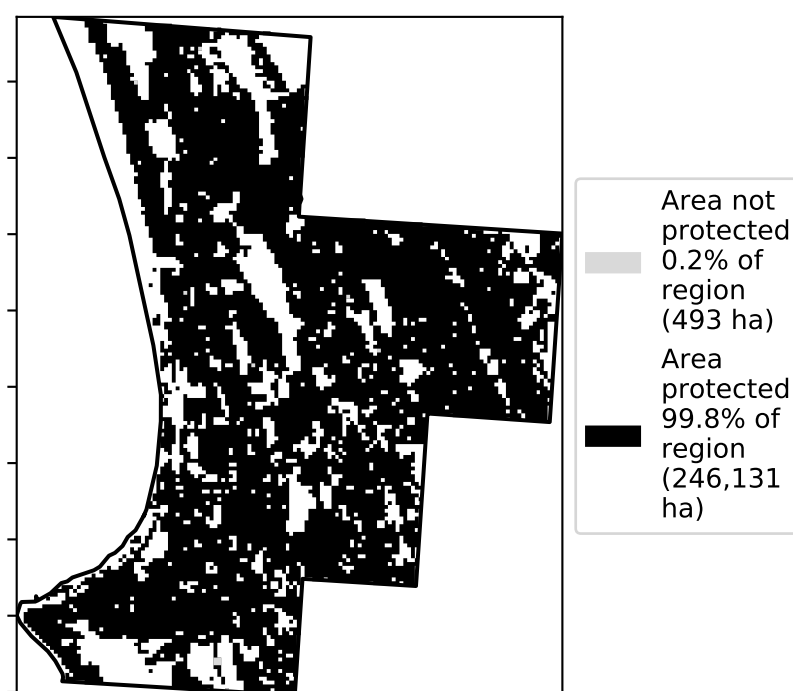 Area not
protected
0.2% of
region
(493 ha)
Area
protected
99.8% of
region
(246,131
ha)